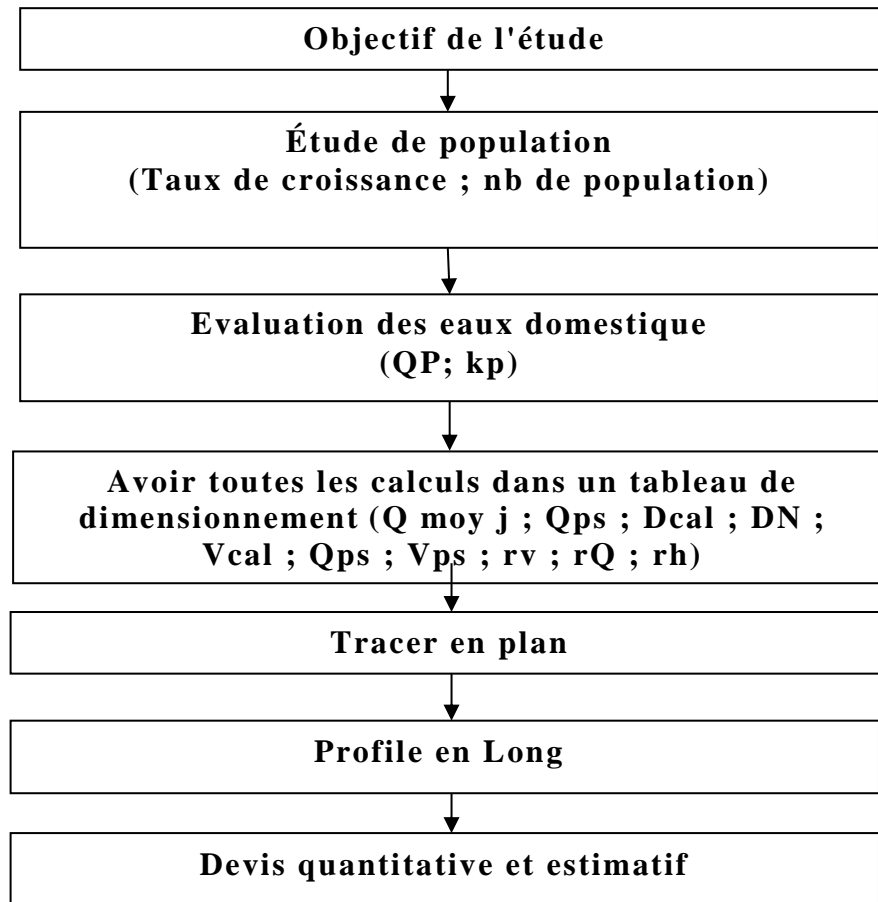 Objectif de l'étude
Étude de population
(Taux de croissance ; nb de population)
Evaluation des eaux domestique
(QP; kp)
Avoir toutes les calculs dans un tableau de
dimensionnement (Q moy j ; Qps ; Dcal ; DN ;
Vcal ; Qps ; Vps ; rv ; rQ ; rh)
Tracer en plan
Profile en Long
Devis quantitative et estimatif